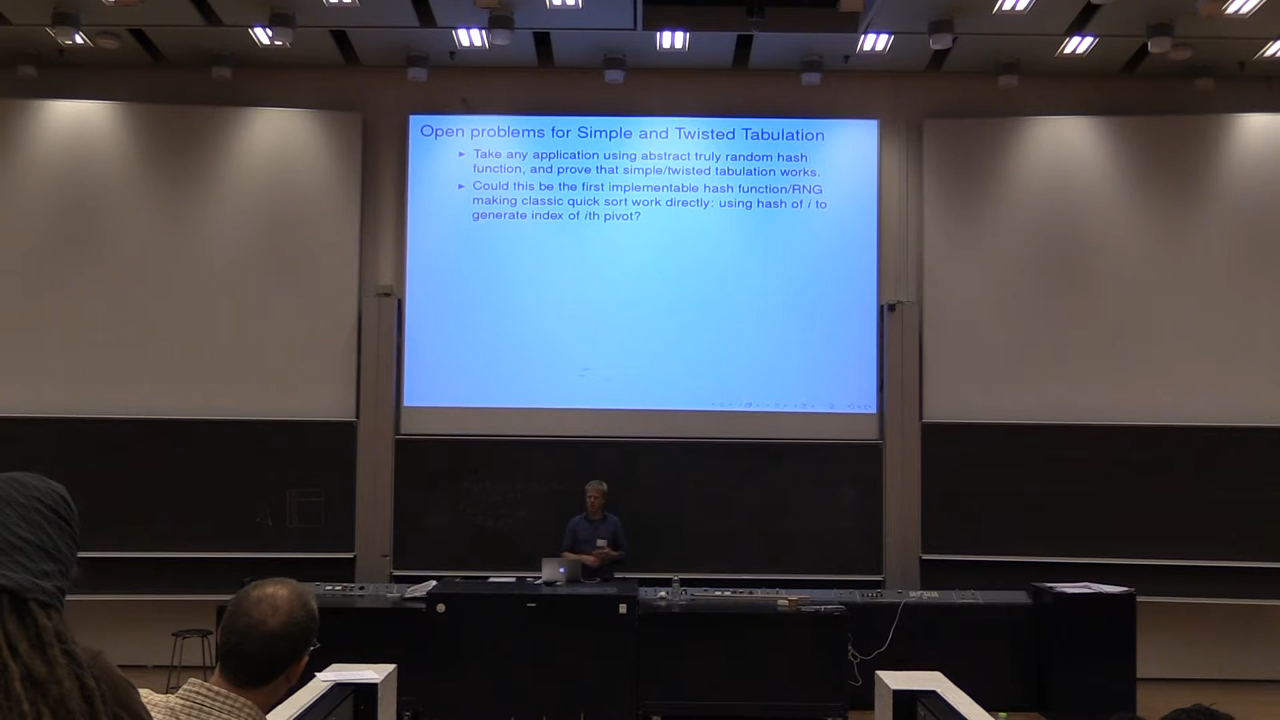 Open problems for Simple and Twisted Tabulation
► Take any application using abstract truly random hash
function, and prove that simple/twisted tabulation works.
► Could this be the first implementable hash function/RNG
making classic quick sort work directly: using hash of i to
generate index of ith pivot?